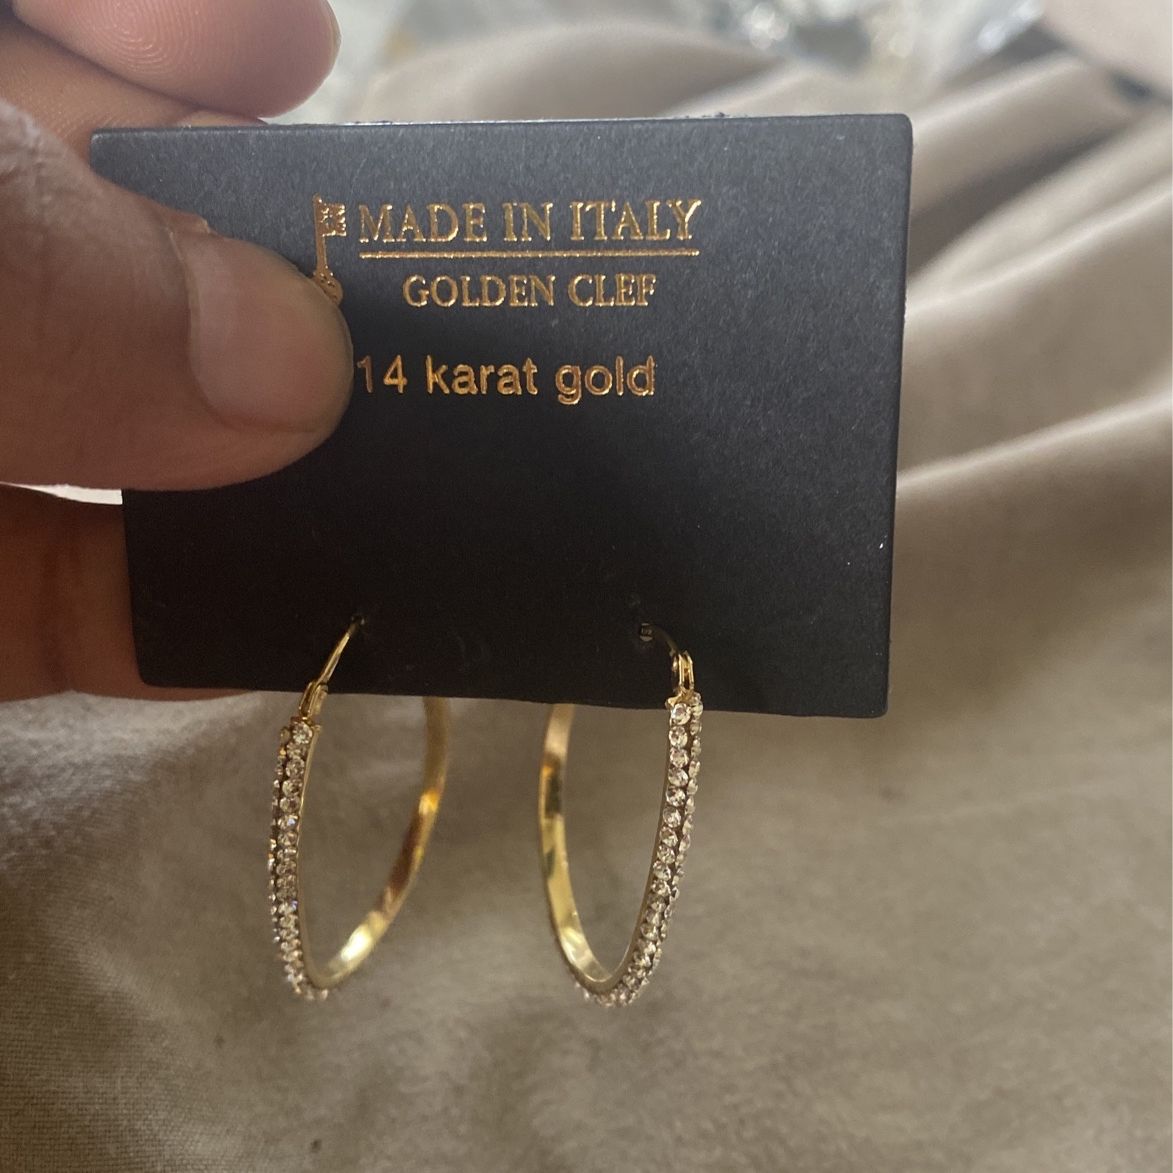 MADE IN ITALY
GOLDEN CLEF
14 karat gold